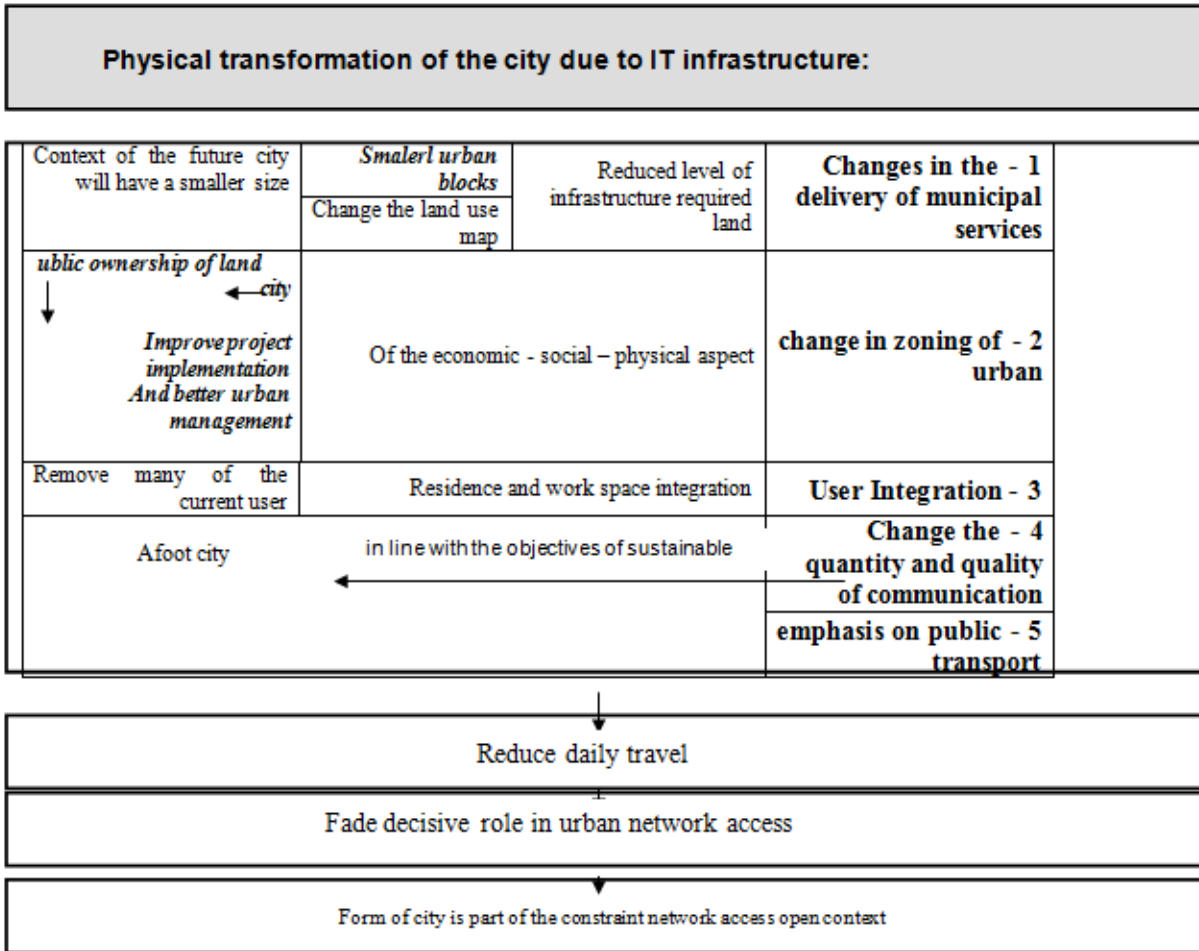 Physical transformation of the city due to IT infrastructure:
Context of the future city
will have a smaller size
Smalerl urban
blocks
Change the land use
map
Reduced level of
infrastructure required
land
Changes in the - 1
delivery of municipal
services
ublic ownership of land
city
Improve project
implementation
And better urban
management
Of the economic - social – physical aspect
change in zoning of - 2
urban
Remove many of the
current user
Residence and work space integration
User Integration - 3
Afoot city
in line with the objectives of sustainable
Change the - 4
quantity and quality
of communication
emphasis on public - 5
transport
Reduce daily travel
Fade decisive role in urban network access
Form of city is part of the constraint network access open context